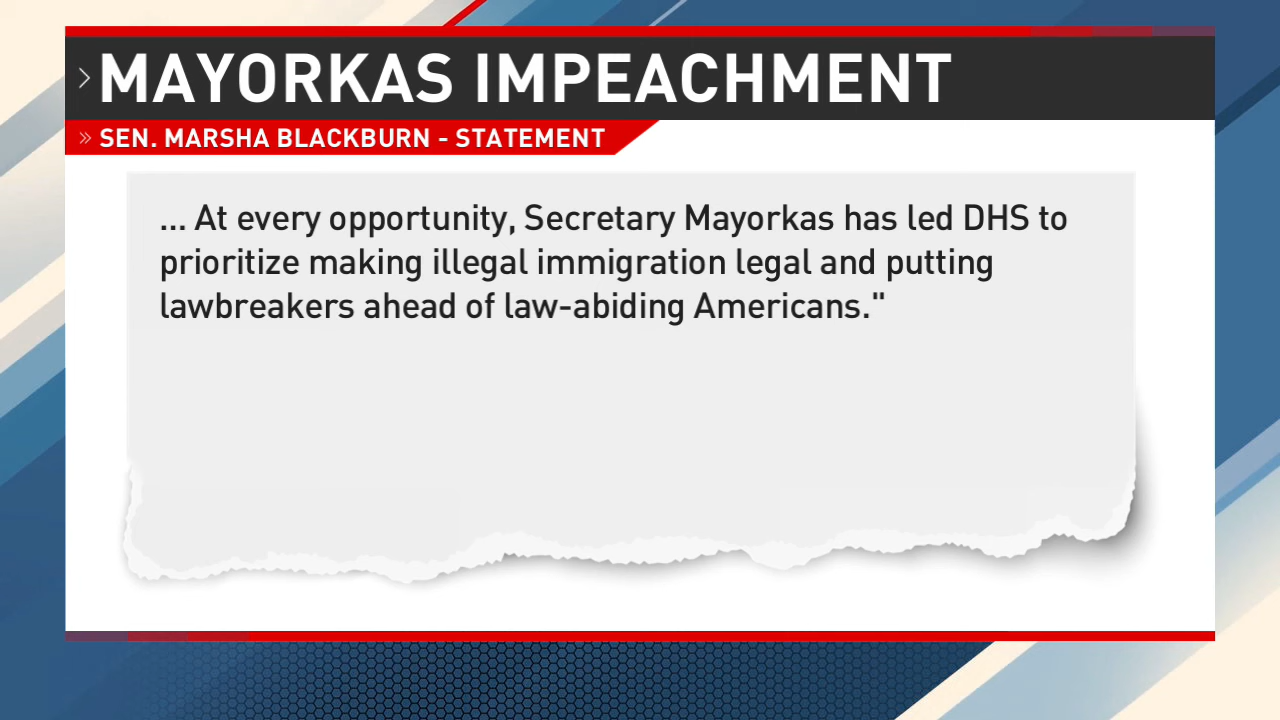 MAYORKAS IMPEACHMENT
SEN. MARSHA BLACKBURN - STATEMENT
... At every opportunity, Secretary Mayorkas has led DHS to
prioritize making illegal immigration legal and putting
lawbreakers ahead of law-abiding Americans."